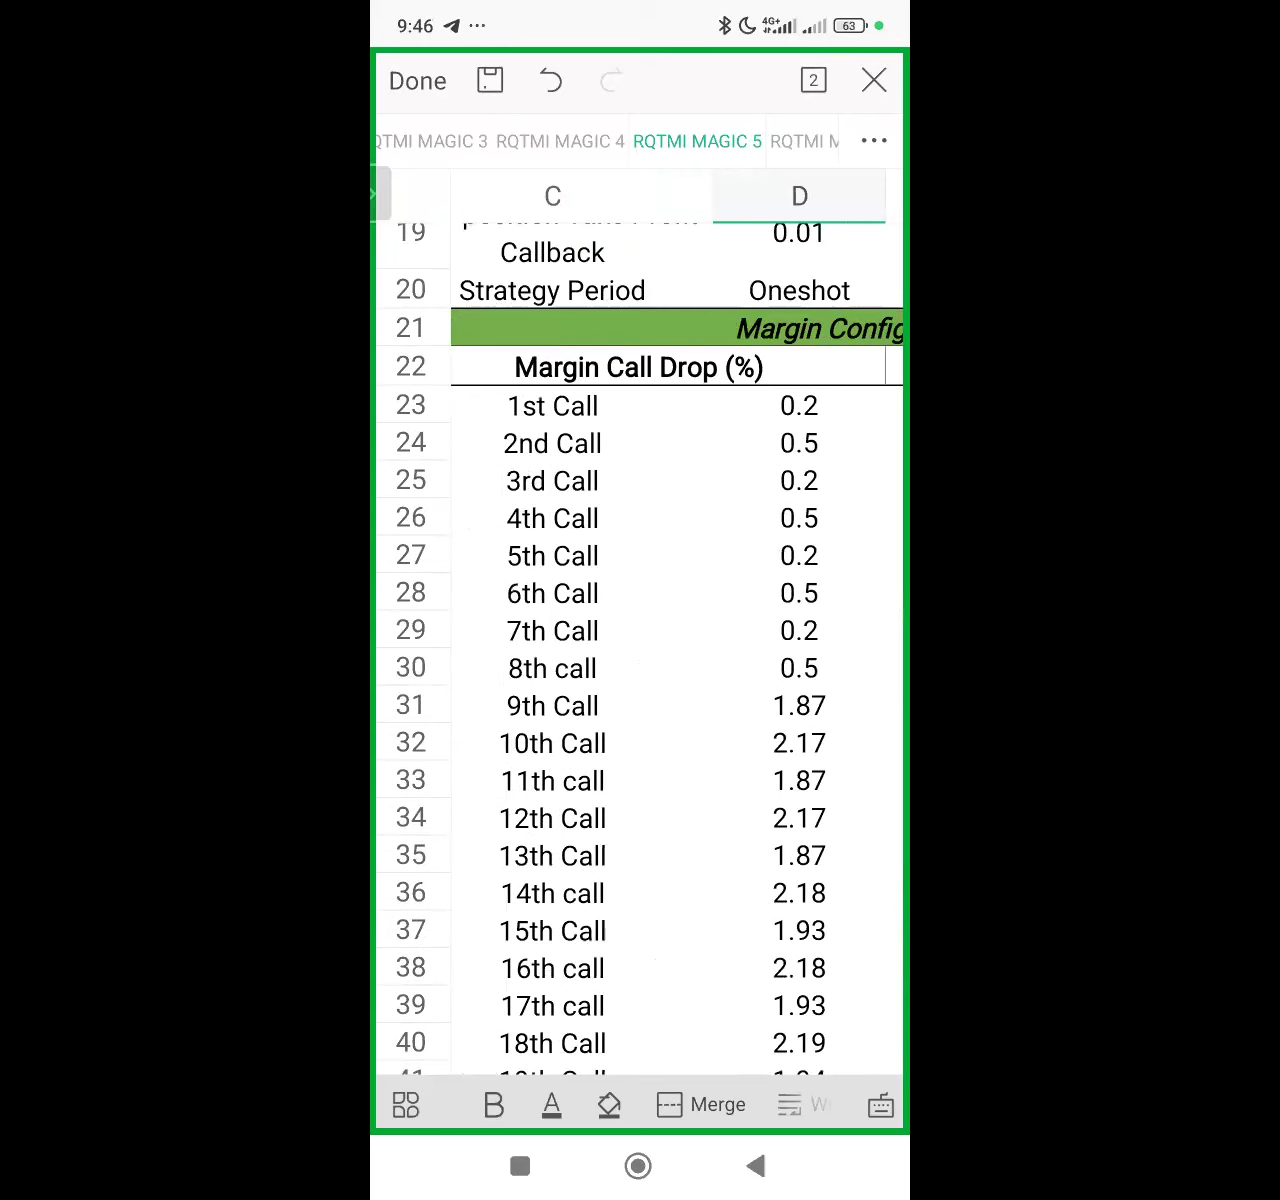 9:46 ... 4G+ 63
Done 2
QTMI MAGIC 3 RQTMI MAGIC 4 RQTMI MAGIC 5 RQTMI M ...
C D
19 Callback 0.01
20 Strategy Period Oneshot
21 Margin Config
22 Margin Call Drop (%)
23 1st Call 0.2
24 2nd Call 0.5
25 3rd Call 0.2
26 4th Call 0.5
27 5th Call 0.2
28 6th Call 0.5
29 7th Call 0.2
30 8th call 0.5
31 9th Call 1.87
32 10th Call 2.17
33 11th call 1.87
34 12th Call 2.17
35 13th Call 1.87
36 14th call 2.18
37 15th Call 1.93
38 16th call 2.18
39 17th call 1.93
40 18th Call 2.19
B A Merge W